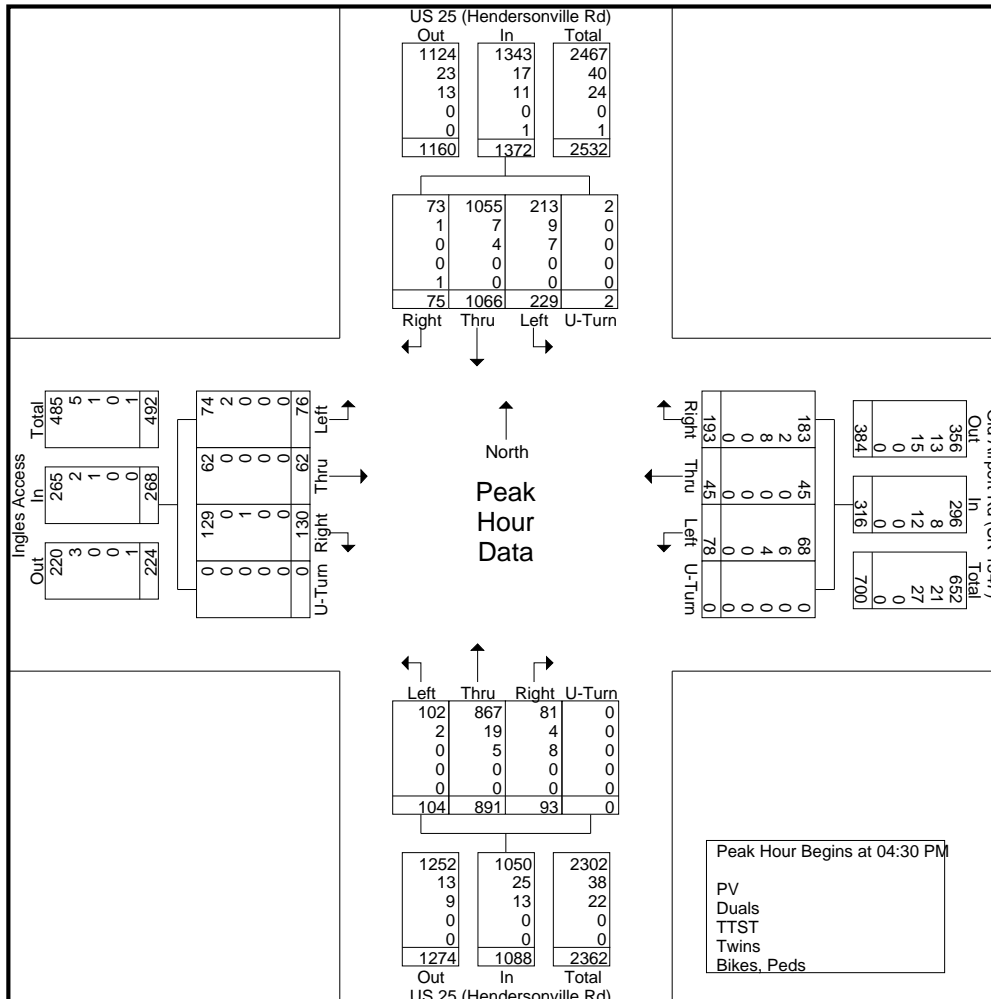 US 25 (Hendersonville Rd)
Out In Total
1124 1343 2467
23 17 40
13 11 24
0 0 0
0 1 1
1160 1372 2532
73 1055 213 2
1 7 9 0
0 4 7 0
0 0 0 0
1 0 0 0
75 1066 229 2
Right Thru Left U-Turn
Ingles Access
Total
485 5 1 0 1 492
In
265 2 1 0 0 268
Out
220 3 0 0 1 224
74 2 0 0 0 76
Left
62 0 0 0 0 62
Thru
129 0 1 0 0 130
Right
0 0 0 0 0 0
U-Turn
North
Peak
Hour
Data
Right
193 0 0 8 2 183
Thru
45 0 0 0 0 45
Left
78 0 0 4 6 68
U-Turn
0 0 0 0 0 0
Out
384 0 0 15 13 356
In
316 0 0 12 8 296
Total
700 0 0 27 21 652
Left Thru Right U-Turn
102 867 81 0
2 19 4 0
0 5 8 0
0 0 0 0
0 0 0 0
104 891 93 0
1252 1050 2302
13 25 38
9 13 22
0 0 0
0 0 0
1274 1088 2362
Out In Total
US 25 (Hendersonville Rd)
Peak Hour Begins at 04:30 PM
PV
Duals
TTST
Twins
Bikes, Peds